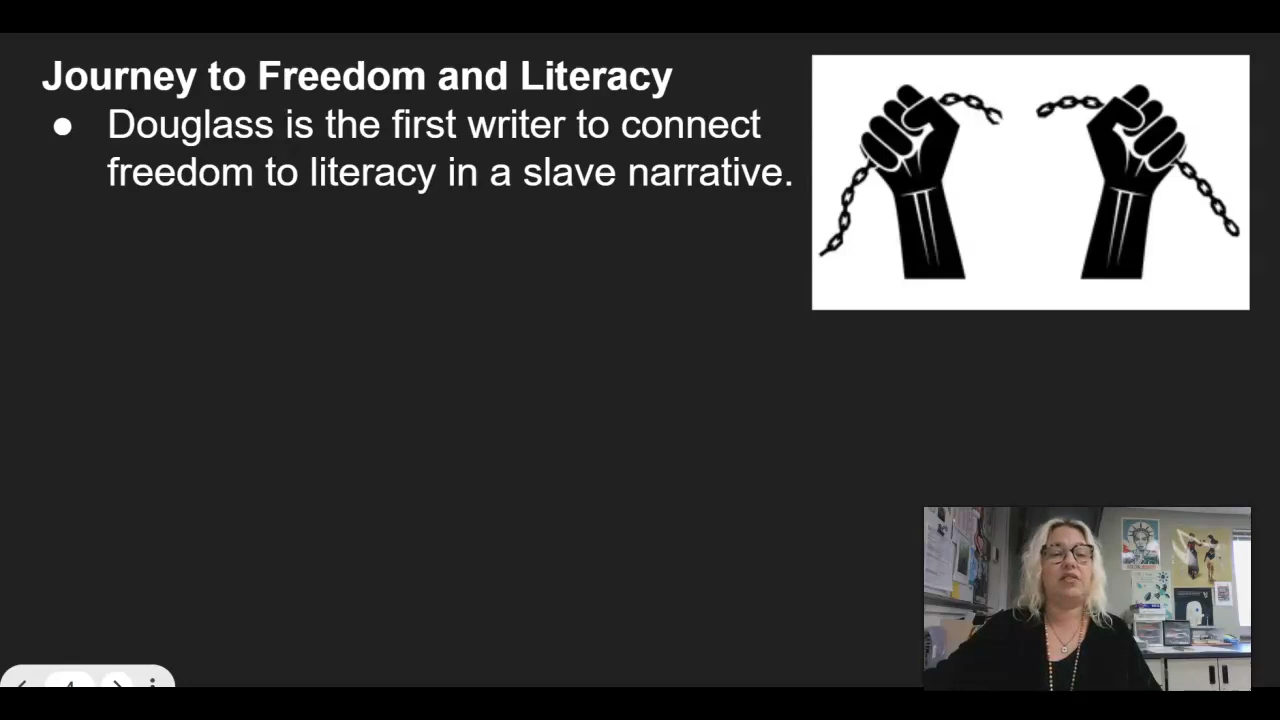 Journey to Freedom and Literacy
● Douglass is the first writer to connect
freedom to literacy in a slave narrative.